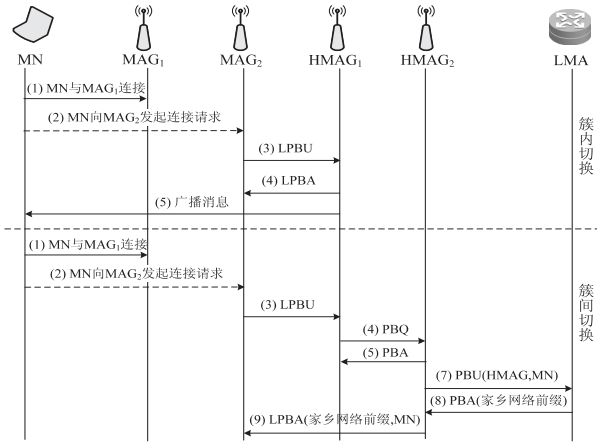 MN MAG₁ MAG₂ HMAG₁ HMAG₂ LMA
(1) MN与MAG₁连接
(2) MN向MAG₂发起连接请求
(3) LPBU
(4) LPBA
(5) 广播消息
簇内切换
(1) MN与MAG₁连接
(2) MN向MAG₂发起连接请求
(3) LPBU
(4) PBQ
(5) PBA
(7) PBU(HMAG,MN)
(8) PBA(家乡网络前缀)
(9) LPBA(家乡网络前缀,MN)
簇间切换